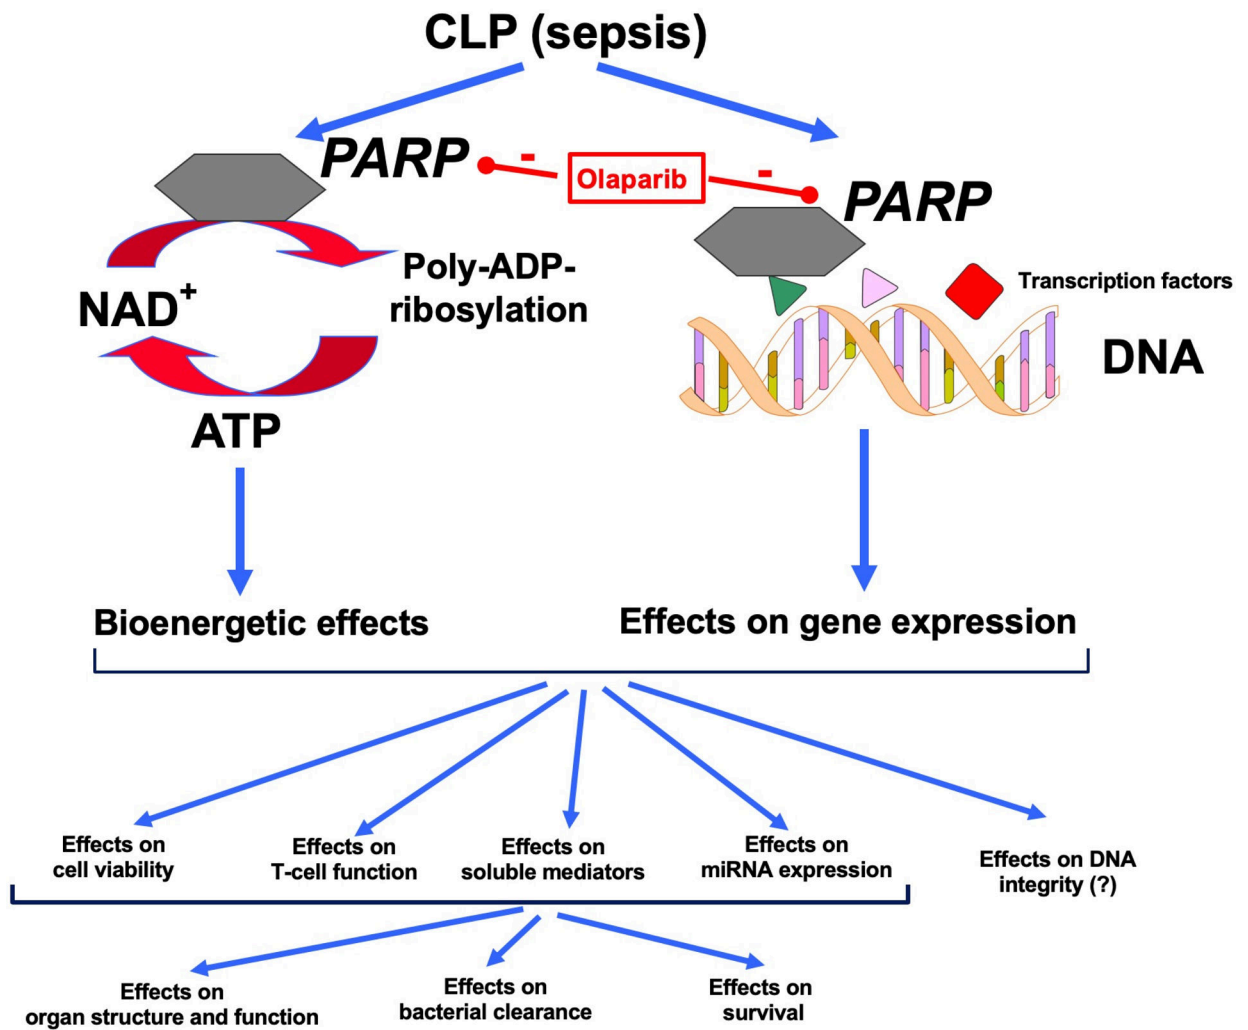 CLP (sepsis)
PARP
-
Olaparib
-
PARP
Poly-ADP-
ribosylation
NAD+
ATP
Transcription factors
DNA
Bioenergetic effects
Effects on gene expression
Effects on
cell viability
Effects on
T-cell function
Effects on
soluble mediators
Effects on
miRNA expression
Effects on DNA
integrity (?)
Effects on
organ structure and function
Effects on
bacterial clearance
Effects on
survival